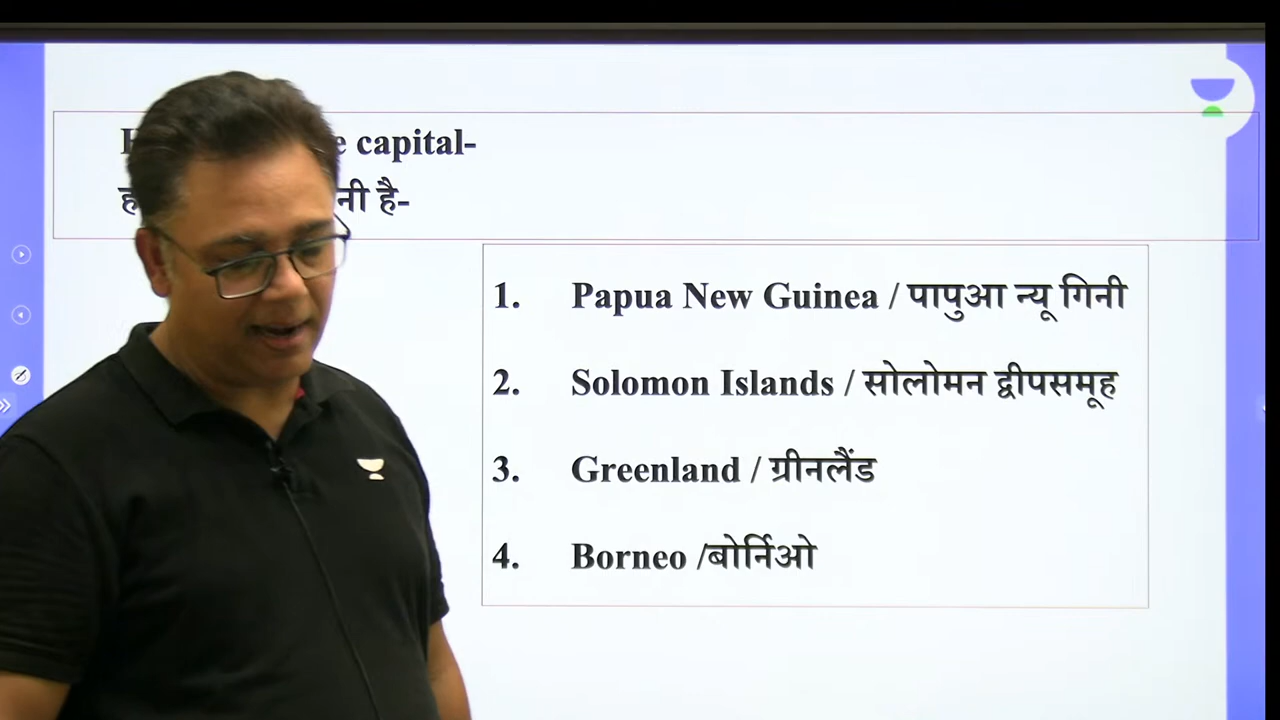 capital-
है-
1. Papua New Guinea / पापुआ न्यू गिनी
2. Solomon Islands / सोलोमन द्वीपसमूह
3. Greenland / ग्रीनलैंड
4. Borneo /बोर्निओ